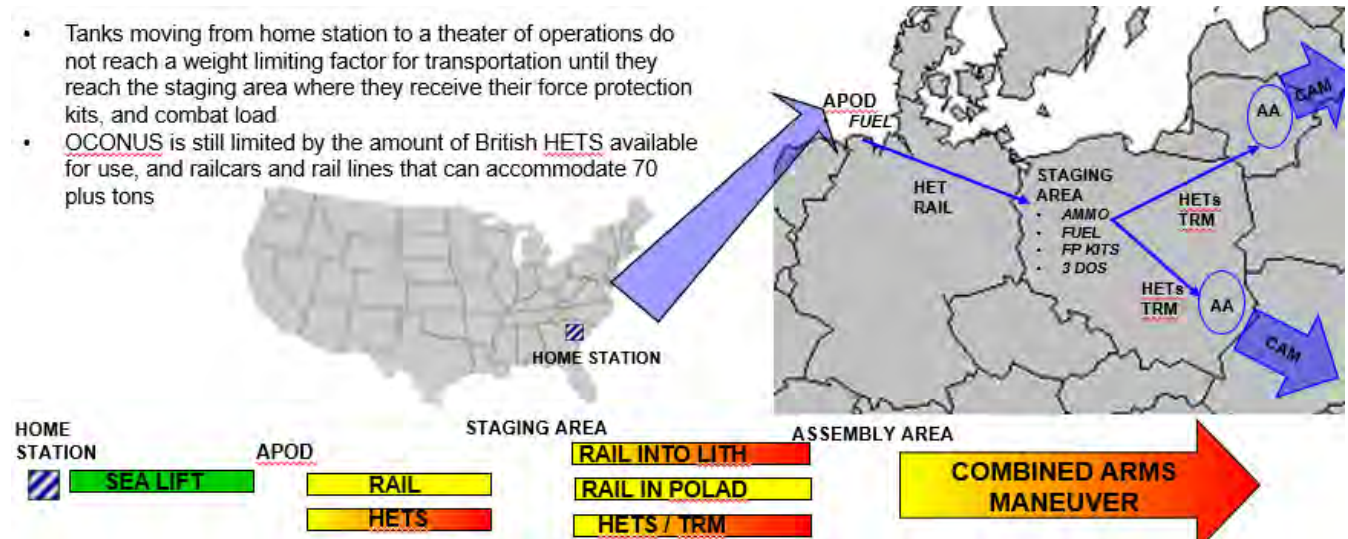 • Tanks moving from home station to a theater of operations do
not reach a weight limiting factor for transportation until they
reach the staging area where they receive their force protection
kits, and combat load
• OCONUS is still limited by the amount of British HETS available
for use, and railcars and rail lines that can accommodate 70
plus tons
HOME STATION
APOD
FUEL
HET
RAIL
STAGING
AREA
• AMMO
• FUEL
• FP KITS
• 3 DOS
HETs
TRM
HETs
TRM
AA
CAM
AA
CAM
HOME
STATION
SEA LIFT
APOD
RAIL
HETS
STAGING AREA
RAIL INTO LITH
RAIL IN POLAD
HETS / TRM
ASSEMBLY AREA
COMBINED ARMS
MANEUVER